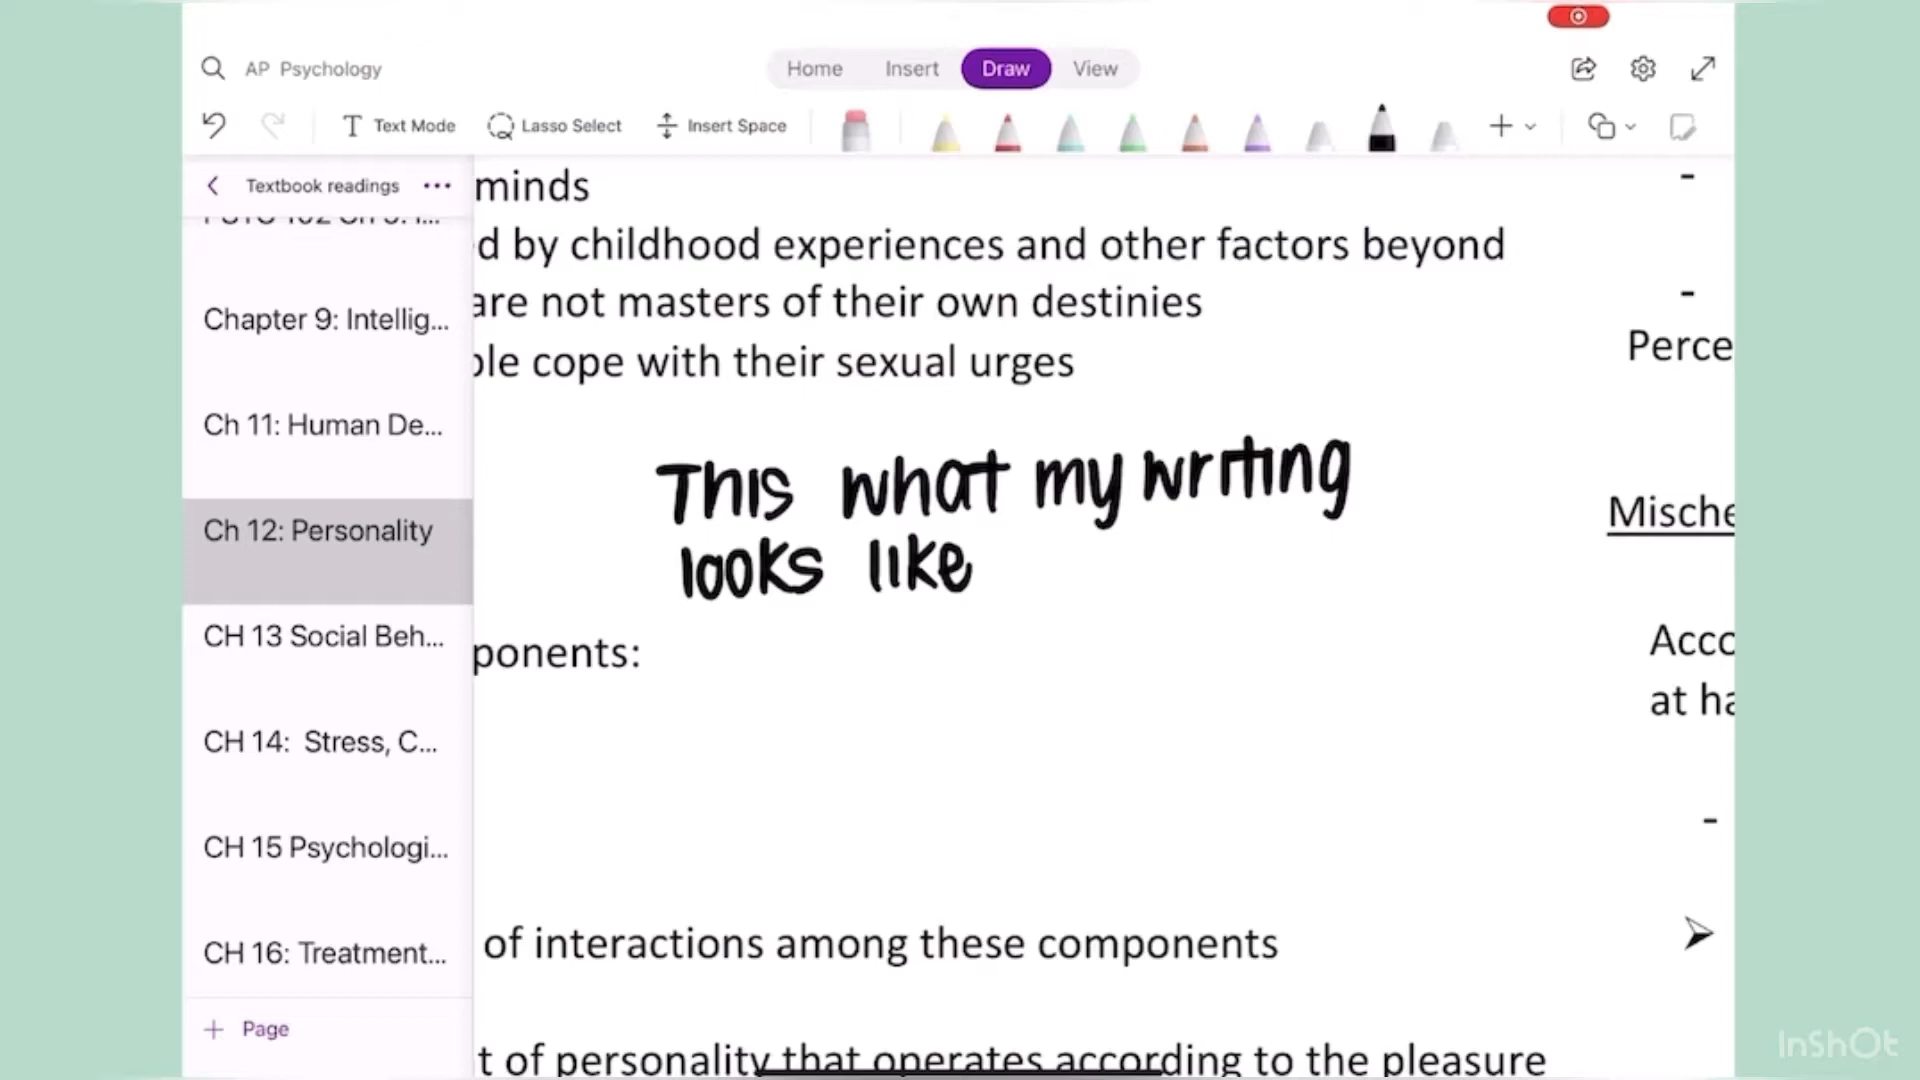 AP Psychology
Home Insert Draw View
Text Mode Lasso Select Insert Space
Textbook readings ...
Chapter 9: Intellig...
Ch 11: Human De...
Ch 12: Personality
CH 13 Social Beh...
CH 14: Stress, C...
CH 15 Psychologi...
CH 16: Treatment...
+ Page
minds
d by childhood experiences and other factors beyond
are not masters of their own destinies
ple cope with their sexual urges
This what my writing
looks like
ponents:
of interactions among these components
t of personality that operates according to the pleasure
-
-
Perce
Mische
Acco
at ha
-
➢
InShOt